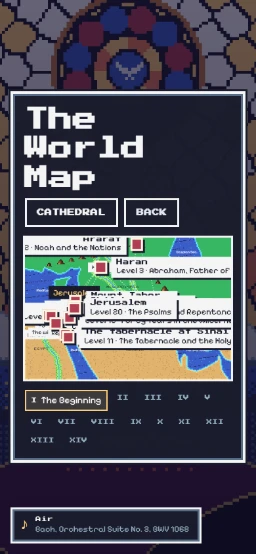 The
World
Map
CATHEDRAL
BACK
Ararat
2 · Noah and the Nations
Haran
Level 3 · Abraham, Father of
Mount Tabor
Jerusalem
Level 20 · The Psalms
d Repentanc
The Tabernacle at Sinai
Level 11 · The Tabernacle and the Holy
I The Beginning
II
III
IV
V
VI
VII
VIII
IX
X
XI
XII
XIII
XIV
Air
Bach, Orchestral Suite No. 3, BWV 1068